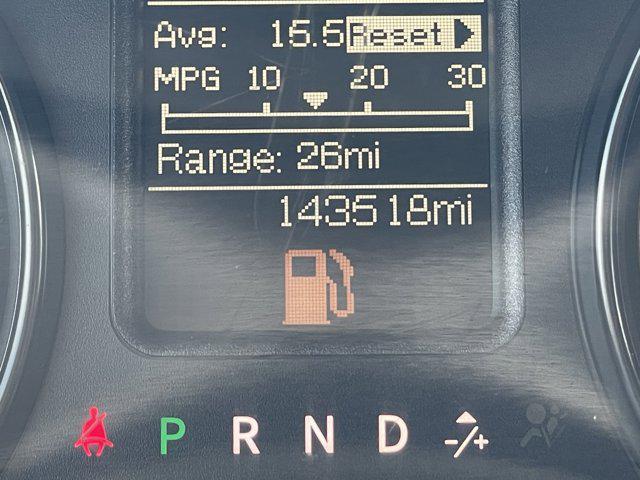 Avg: 15.5 Reset
MPG 10 20 30
Range: 26mi
143518mi
P R N D -/+